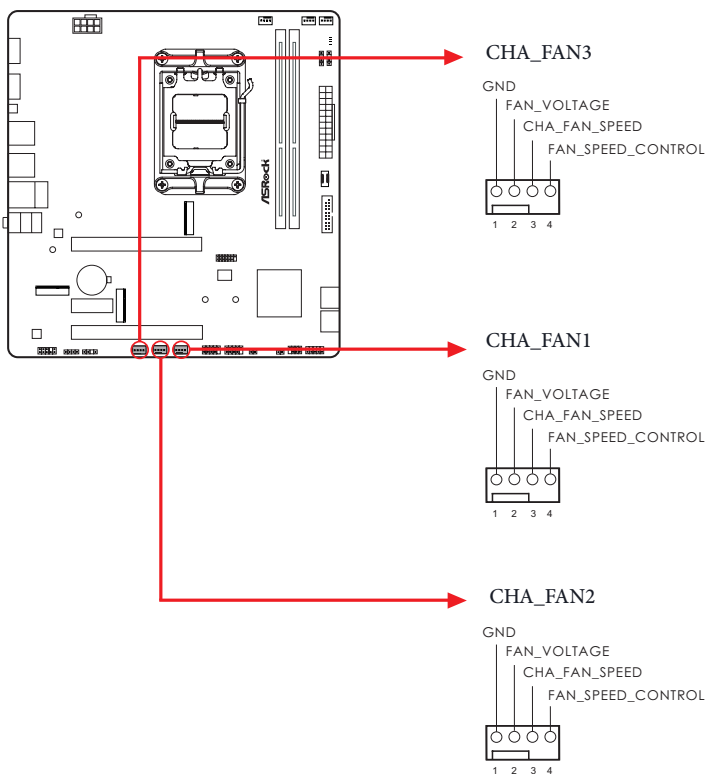 ASRock
CHA_FAN3
GND
FAN_VOLTAGE
CHA_FAN_SPEED
FAN_SPEED_CONTROL
1 2 3 4
CHA_FAN1
GND
FAN_VOLTAGE
CHA_FAN_SPEED
FAN_SPEED_CONTROL
1 2 3 4
CHA_FAN2
GND
FAN_VOLTAGE
CHA_FAN_SPEED
FAN_SPEED_CONTROL
1 2 3 4